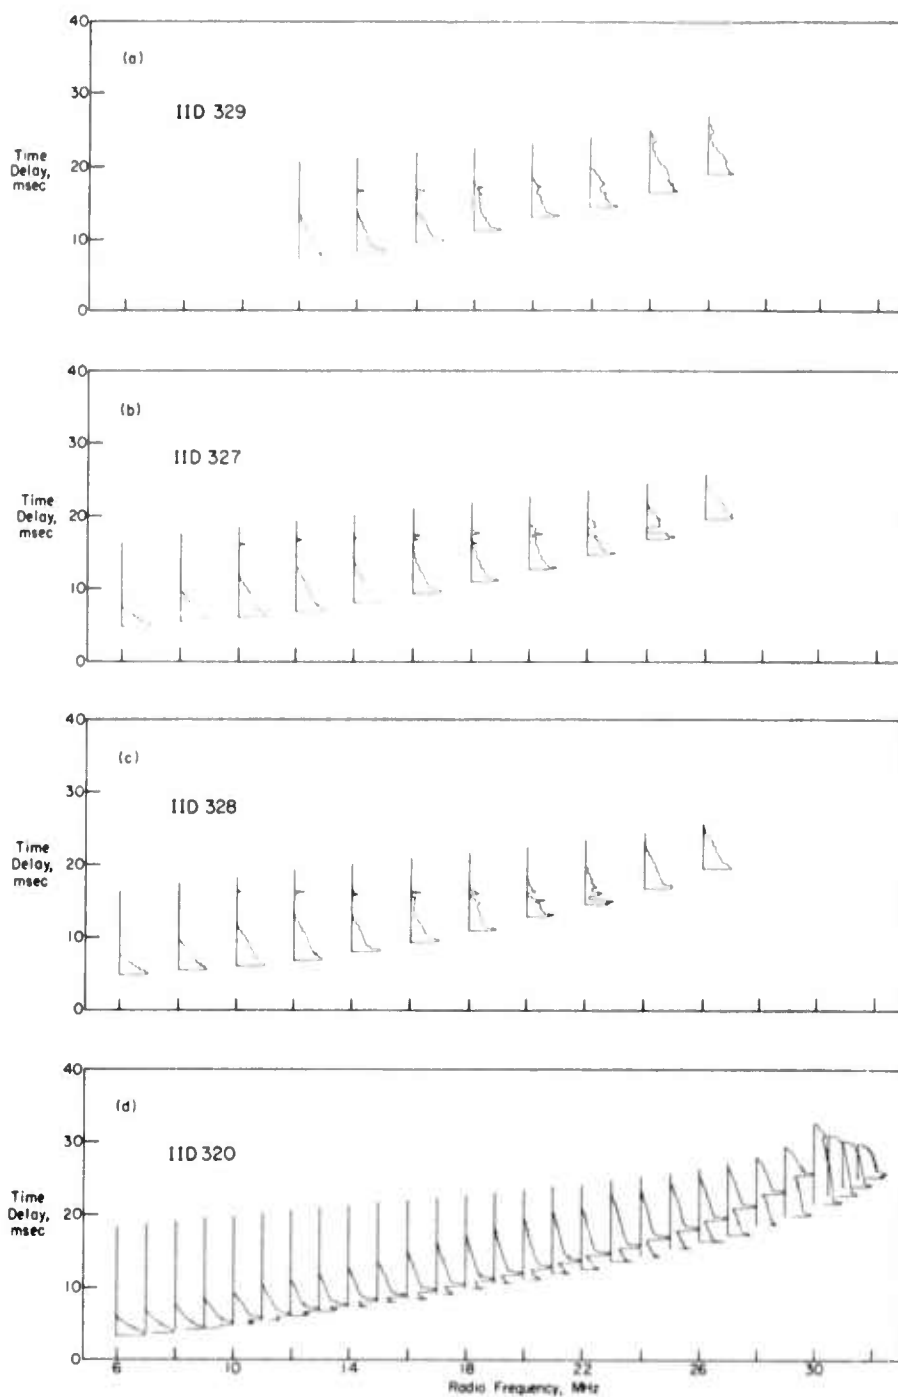 40
(a)
30
IID 329
Time
Delay,
msec
20
10
0
40
(b)
30
IID 327
Time
Delay,
msec
20
10
0
40
(c)
30
IID 328
Time
Delay,
msec
20
10
0
40
(d)
30
IID 320
Time
Delay,
msec
20
10
0
6 10 14 18 22 26 30
Radio Frequency, MHz